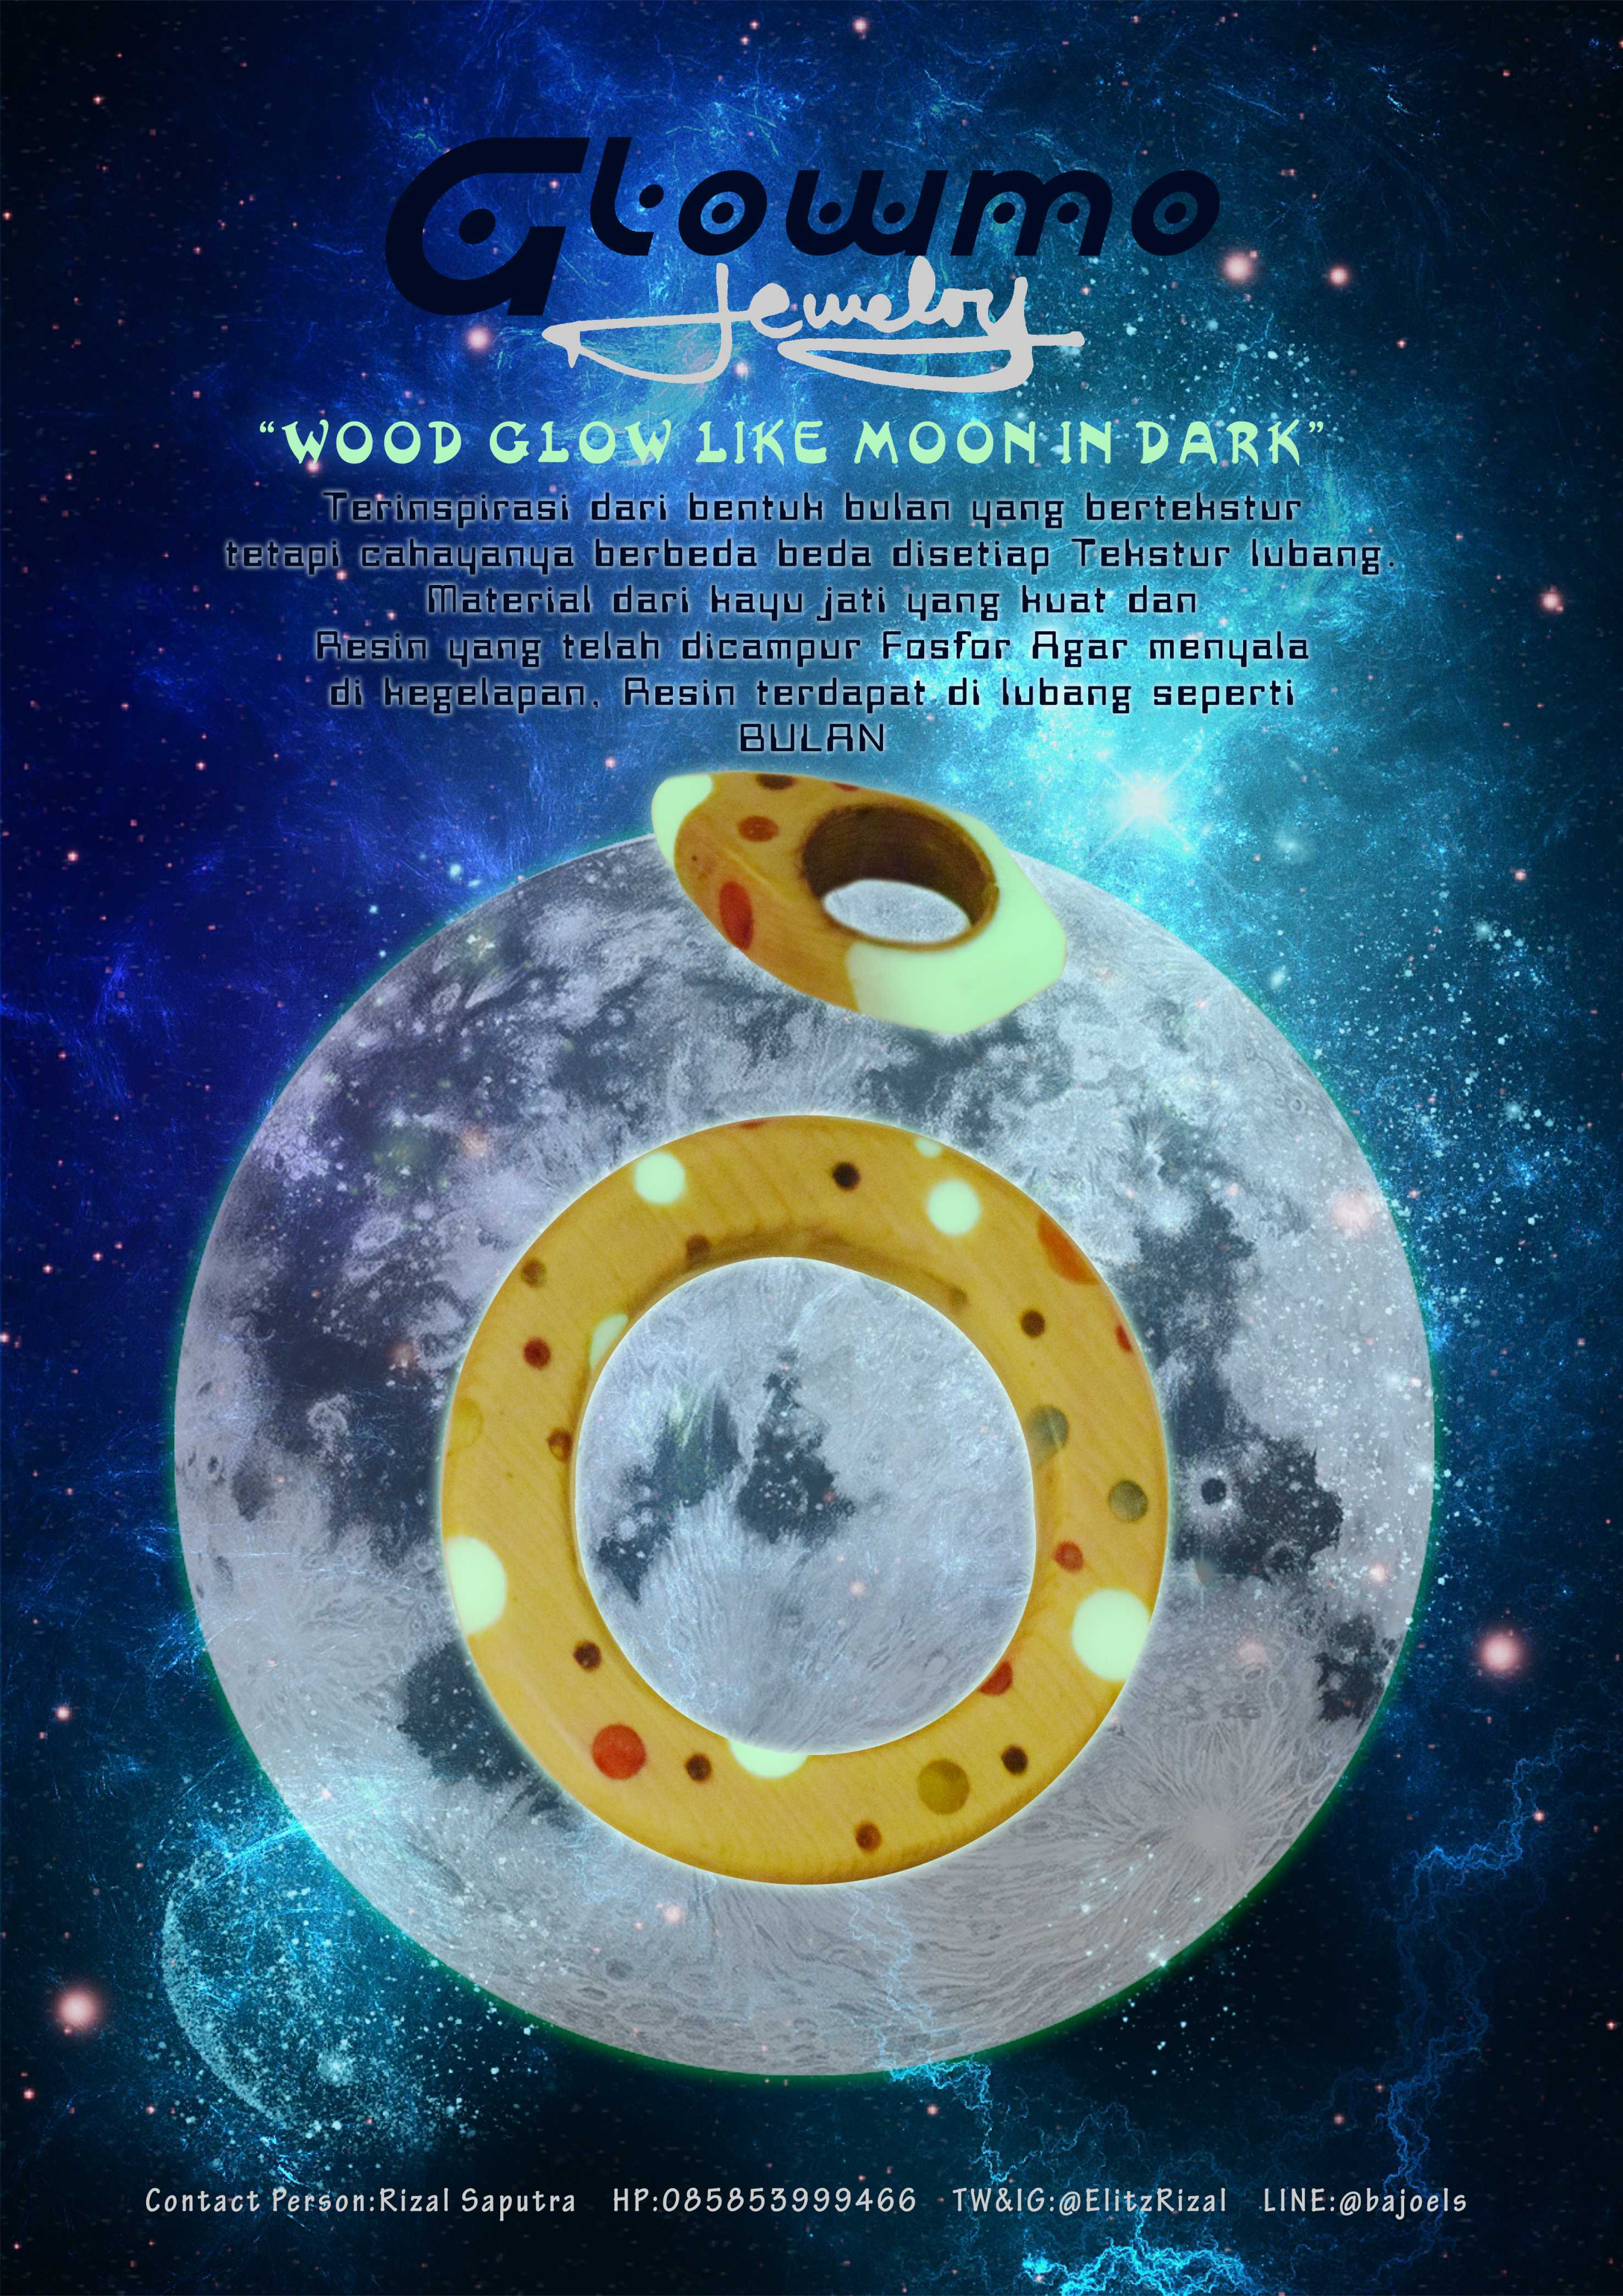 Glowmo
Jewelry
“WOOD GLOW LIKE MOON IN DARK”
Terinspirasi dari bentuk bulan yang bertekstur
tetapi cahayanya berbeda beda disetiap Tekstur lubang.
Material dari kayu jati yang kuat dan
Resin yang telah dicampur Fosfor Agar menyala
di kegelapan, Resin terdapat di lubang seperti
BULAN
Contact Person:Rizal Saputra HP:085853999466 TW&IG:@ElitzRizal LINE:@bajoels